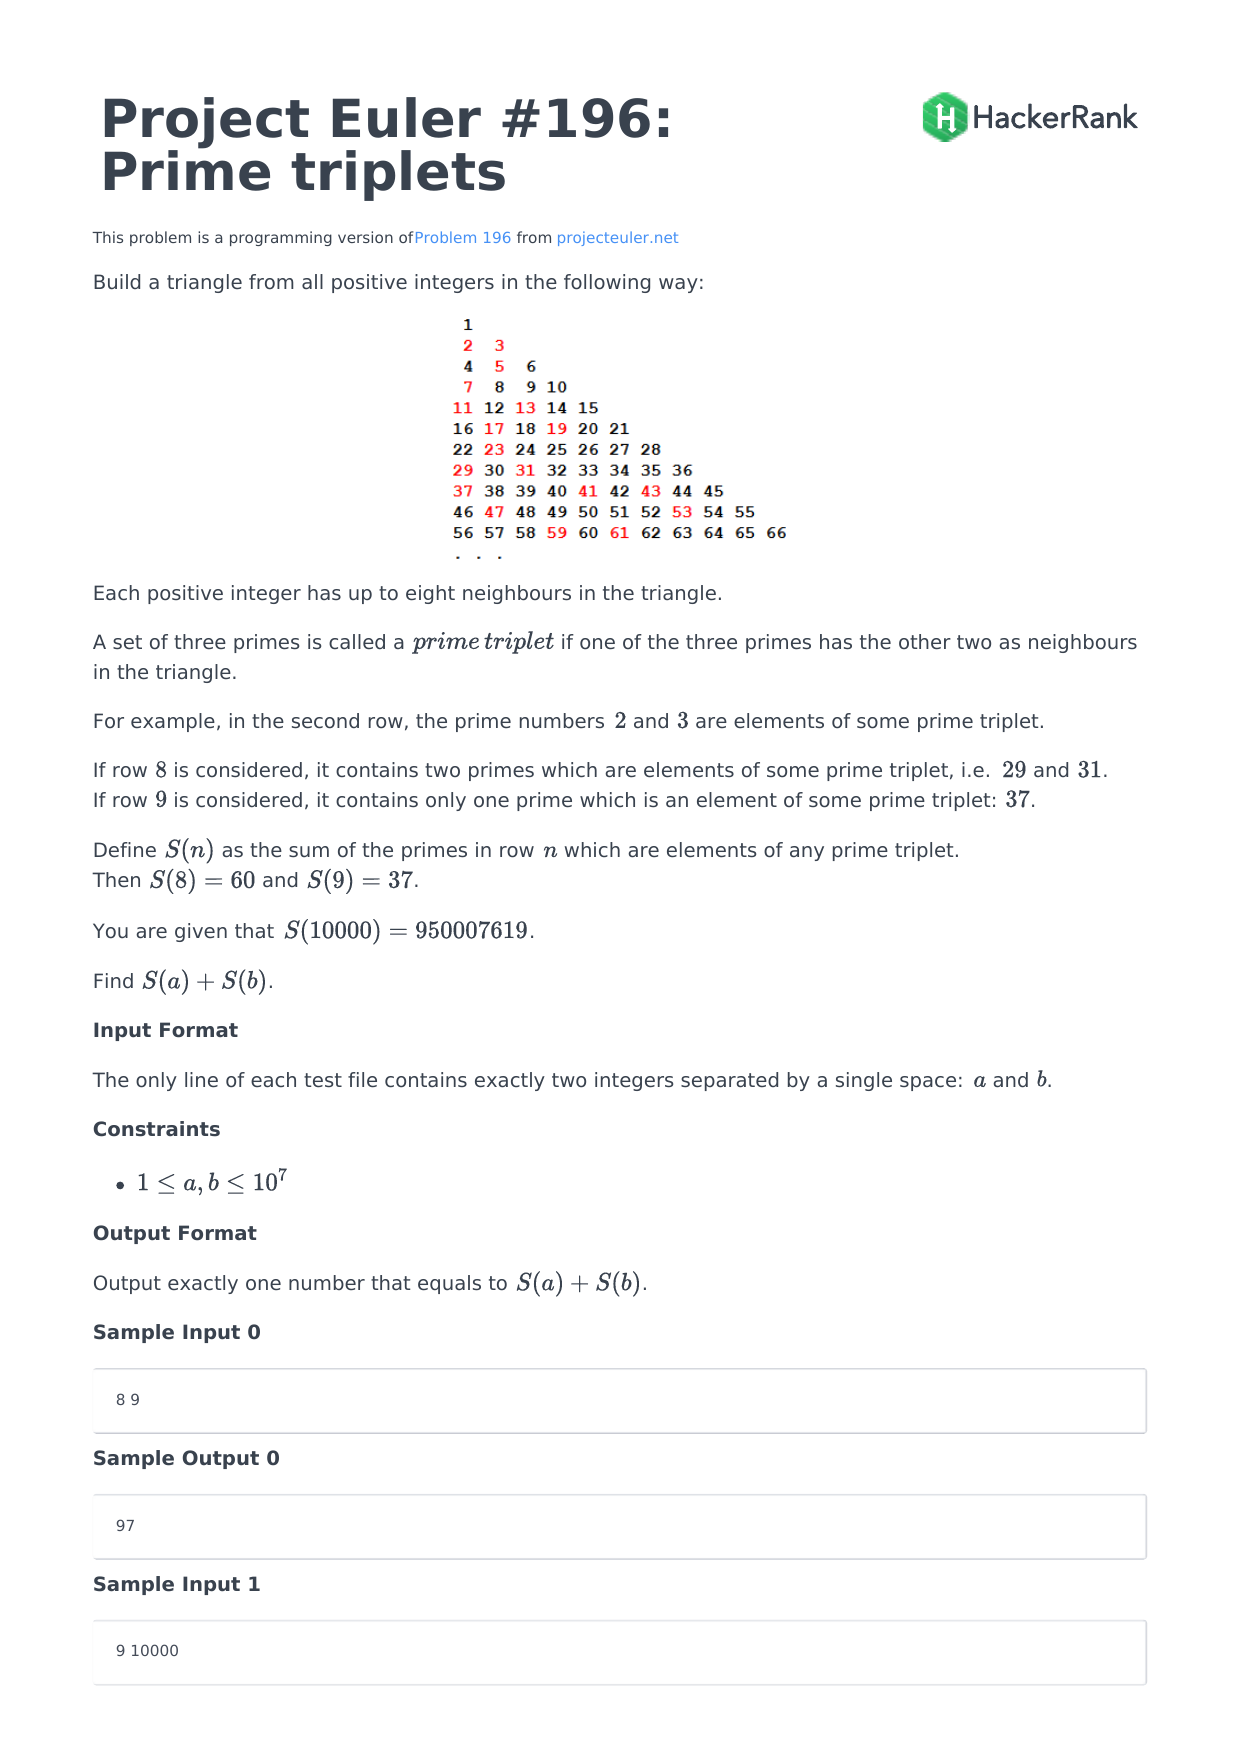 Project Euler #196:
Prime triplets
HackerRank
This problem is a programming version ofProblem 196 from projecteuler.net
Build a triangle from all positive integers in the following way:
1
2 3
4 5 6
7 8 9 10
11 12 13 14 15
16 17 18 19 20 21
22 23 24 25 26 27 28
29 30 31 32 33 34 35 36
37 38 39 40 41 42 43 44 45
46 47 48 49 50 51 52 53 54 55
56 57 58 59 60 61 62 63 64 65 66
. . .
Each positive integer has up to eight neighbours in the triangle.
A set of three primes is called a prime triplet if one of the three primes has the other two as neighbours
in the triangle.
For example, in the second row, the prime numbers 2 and 3 are elements of some prime triplet.
If row 8 is considered, it contains two primes which are elements of some prime triplet, i.e. 29 and 31.
If row 9 is considered, it contains only one prime which is an element of some prime triplet: 37.
Define S(n) as the sum of the primes in row n which are elements of any prime triplet.
Then S(8) = 60 and S(9) = 37.
You are given that S(10000) = 950007619.
Find S(a) + S(b).
Input Format
The only line of each test file contains exactly two integers separated by a single space: a and b.
Constraints
• 1 ≤ a, b ≤ 10⁷
Output Format
Output exactly one number that equals to S(a) + S(b).
Sample Input 0
8 9
Sample Output 0
97
Sample Input 1
9 10000